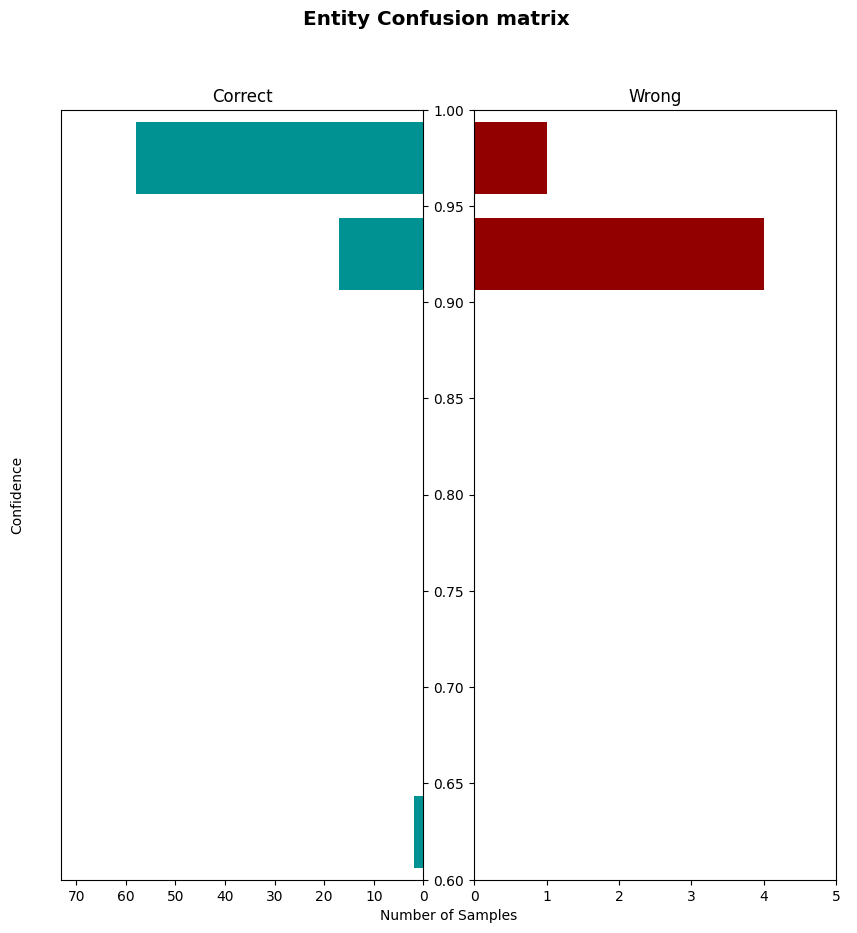 Entity Confusion matrix
Correct
Wrong
1.00
0.95
0.90
0.85
0.80
0.75
0.70
0.65
0.60
Confidence
70 60 50 40 30 20 10 0
0 1 2 3 4 5
Number of Samples